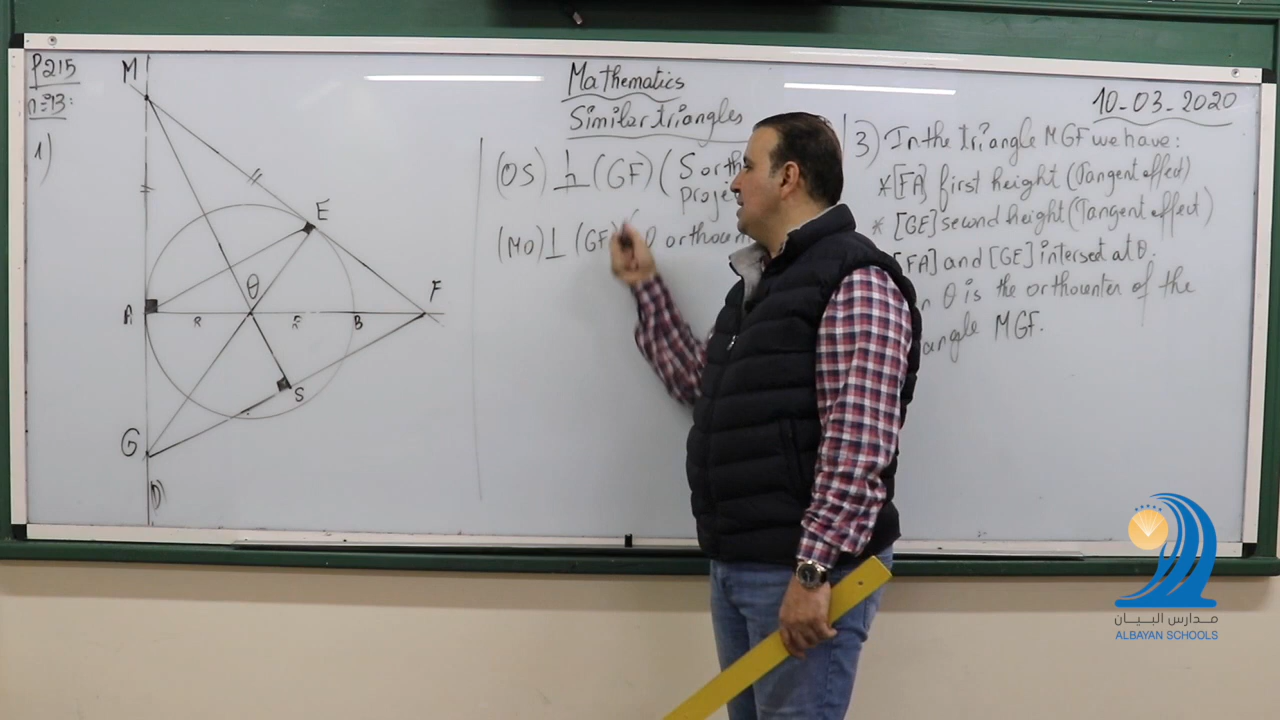 P215
n=13:
1)
M
E
A
R
O
R
B
F
S
G
(D)
Mathematics
Similar triangles
(OS) ⊥ (GF) (S orth
proje
(MO) ⊥ (GF) ( O orthocen
10-03-2020
3) In the triangle MGF we have:
*[FA] first height (Tangent effect)
*[GE] second height (Tangent effect)
[FA] and [GE] intersect at O.
O is the orthocenter of the
angle MGF.
مدارس البيان
ALBAYAN SCHOOLS